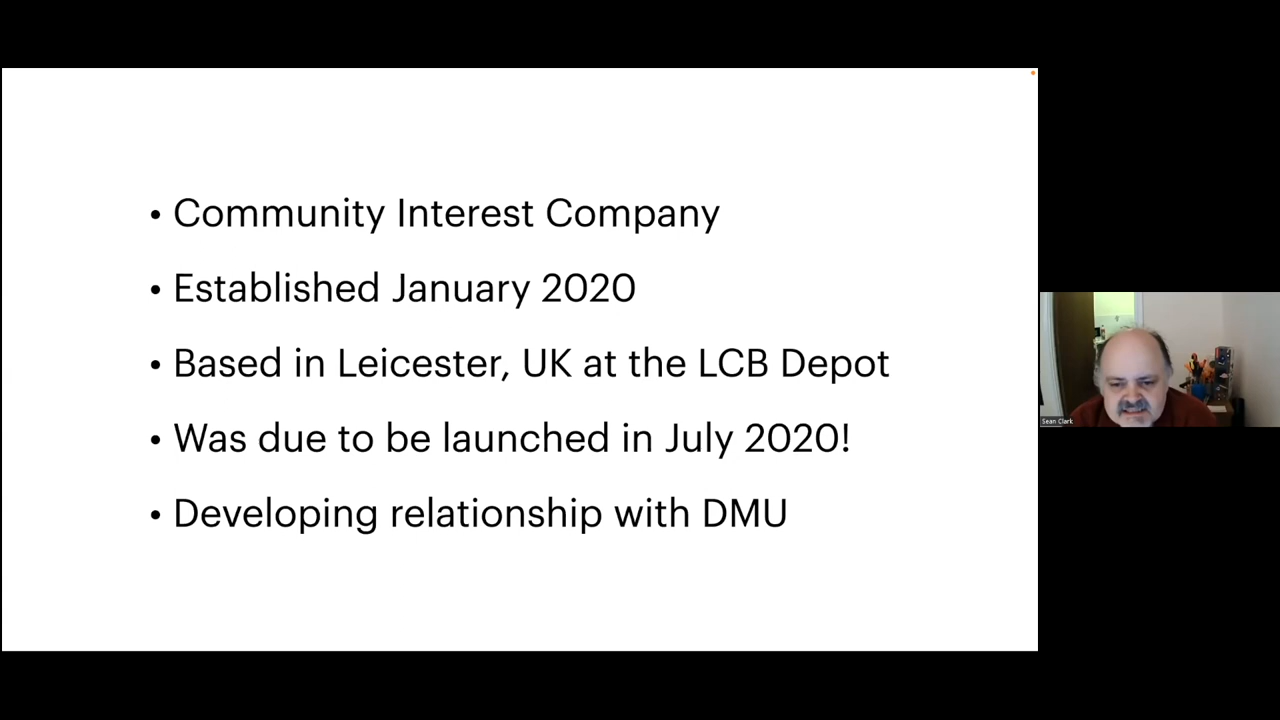 • Community Interest Company
• Established January 2020
• Based in Leicester, UK at the LCB Depot
• Was due to be launched in July 2020!
• Developing relationship with DMU
Sean Clark